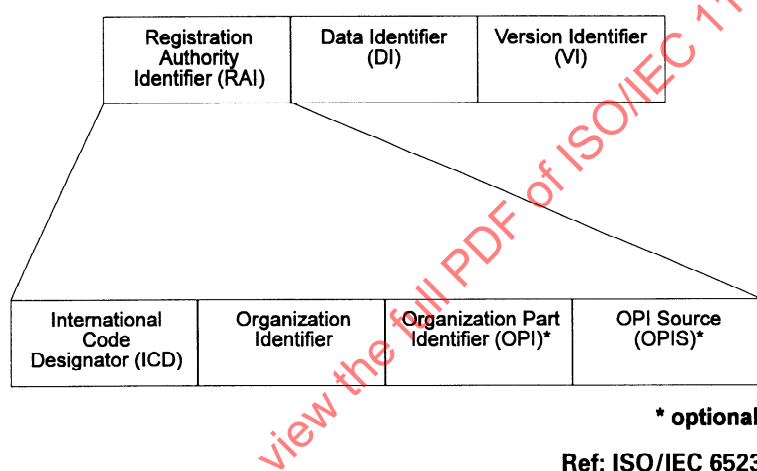 Registration
Authority
Identifier (RAI)
Data Identifier
(DI)
Version Identifier
(VI)
International
Code
Designator (ICD)
Organization
Identifier
Organization Part
Identifier (OPI)*
OPI Source
(OPIS)*
* optional
Ref: ISO/IEC 6523
view the full PDF of ISO/IEC 11